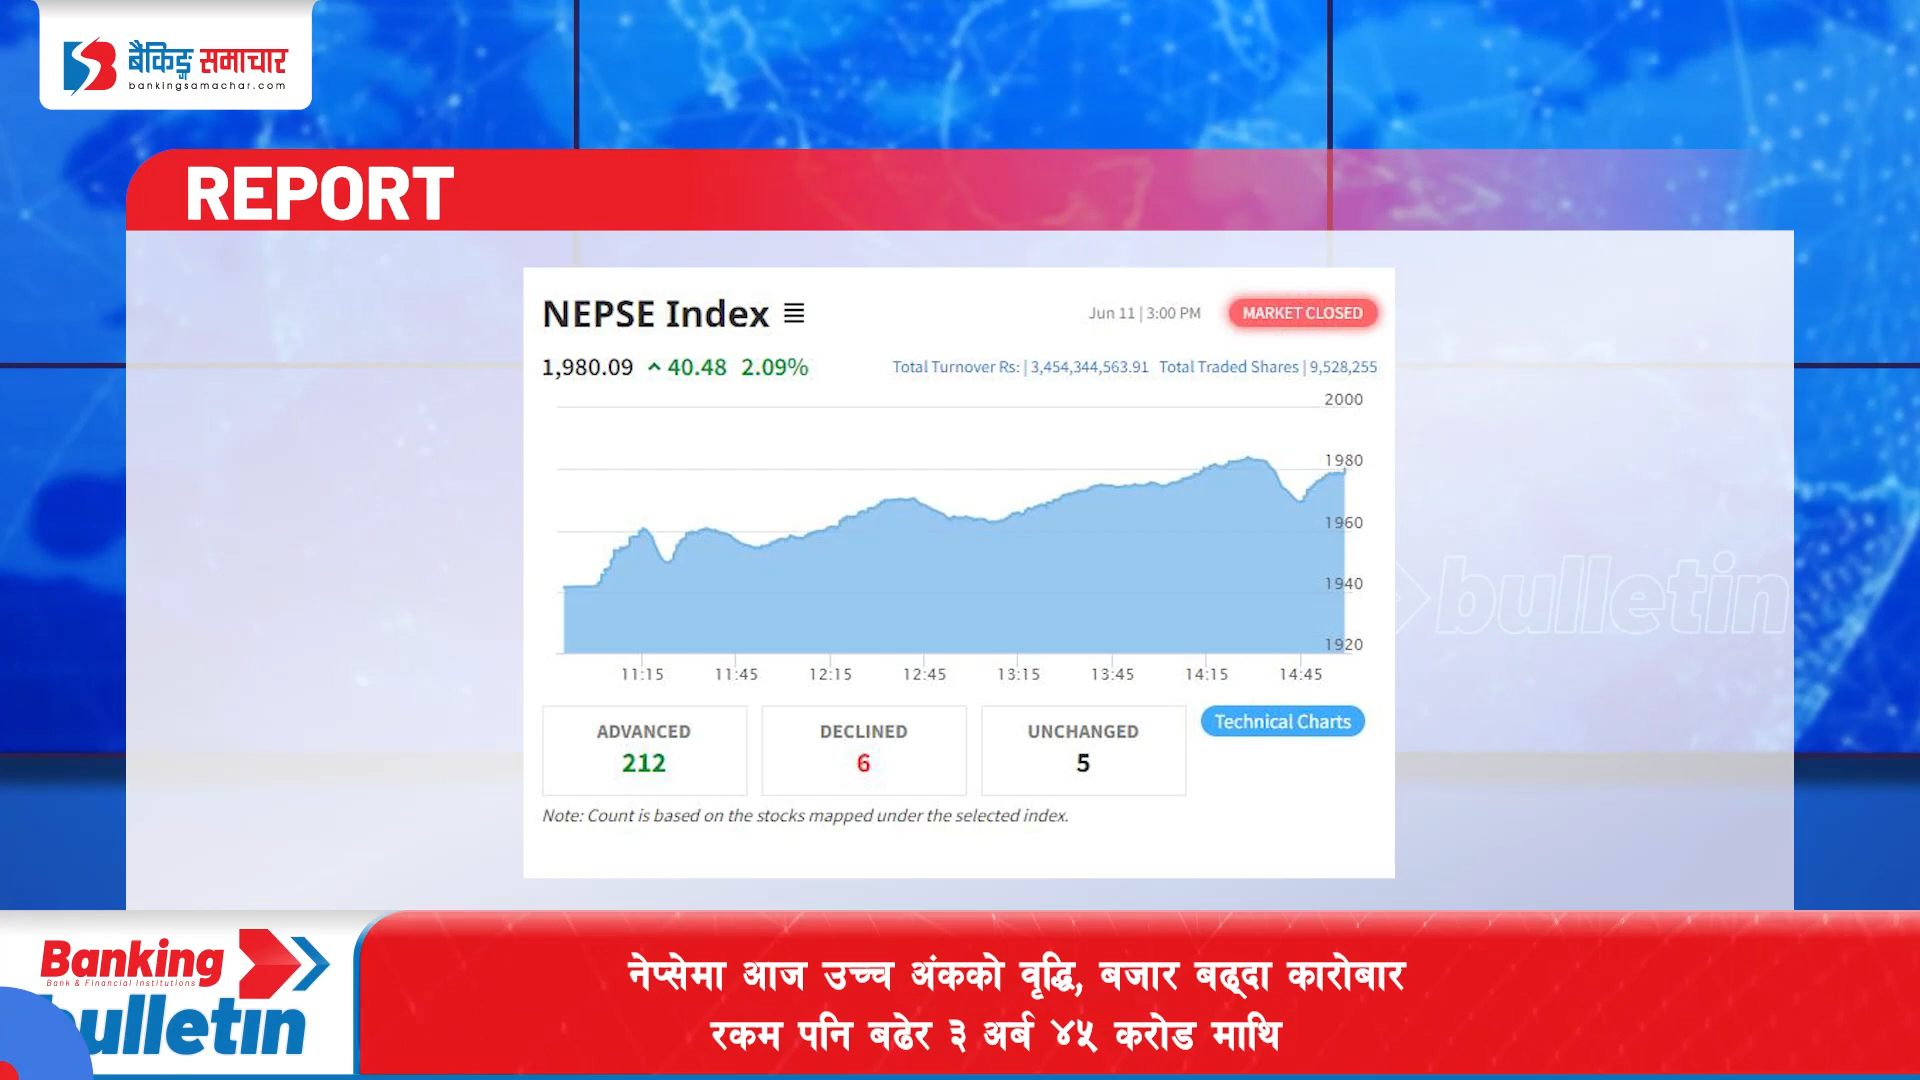 बैंकिङ्ग समाचार
bankingsamachar.com
REPORT
NEPSE Index
Jun 11 | 3:00 PM
MARKET CLOSED
1,980.09 40.48 2.09%
Total Turnover Rs: | 3,454,344,563.91 Total Traded Shares | 9,528,255
2000
1980
1960
1940
1920
11:15 11:45 12:15 12:45 13:15 13:45 14:15 14:45
ADVANCED
212
DECLINED
6
UNCHANGED
5
Technical Charts
Note: Count is based on the stocks mapped under the selected index.
bulletin
Banking
Bank & Financial Institutions
bulletin
नेप्सेमा आज उच्च अंकको वृद्धि, बजार बढ्दा कारोबार
रकम पनि बढेर ३ अर्ब ४५ करोड माथि